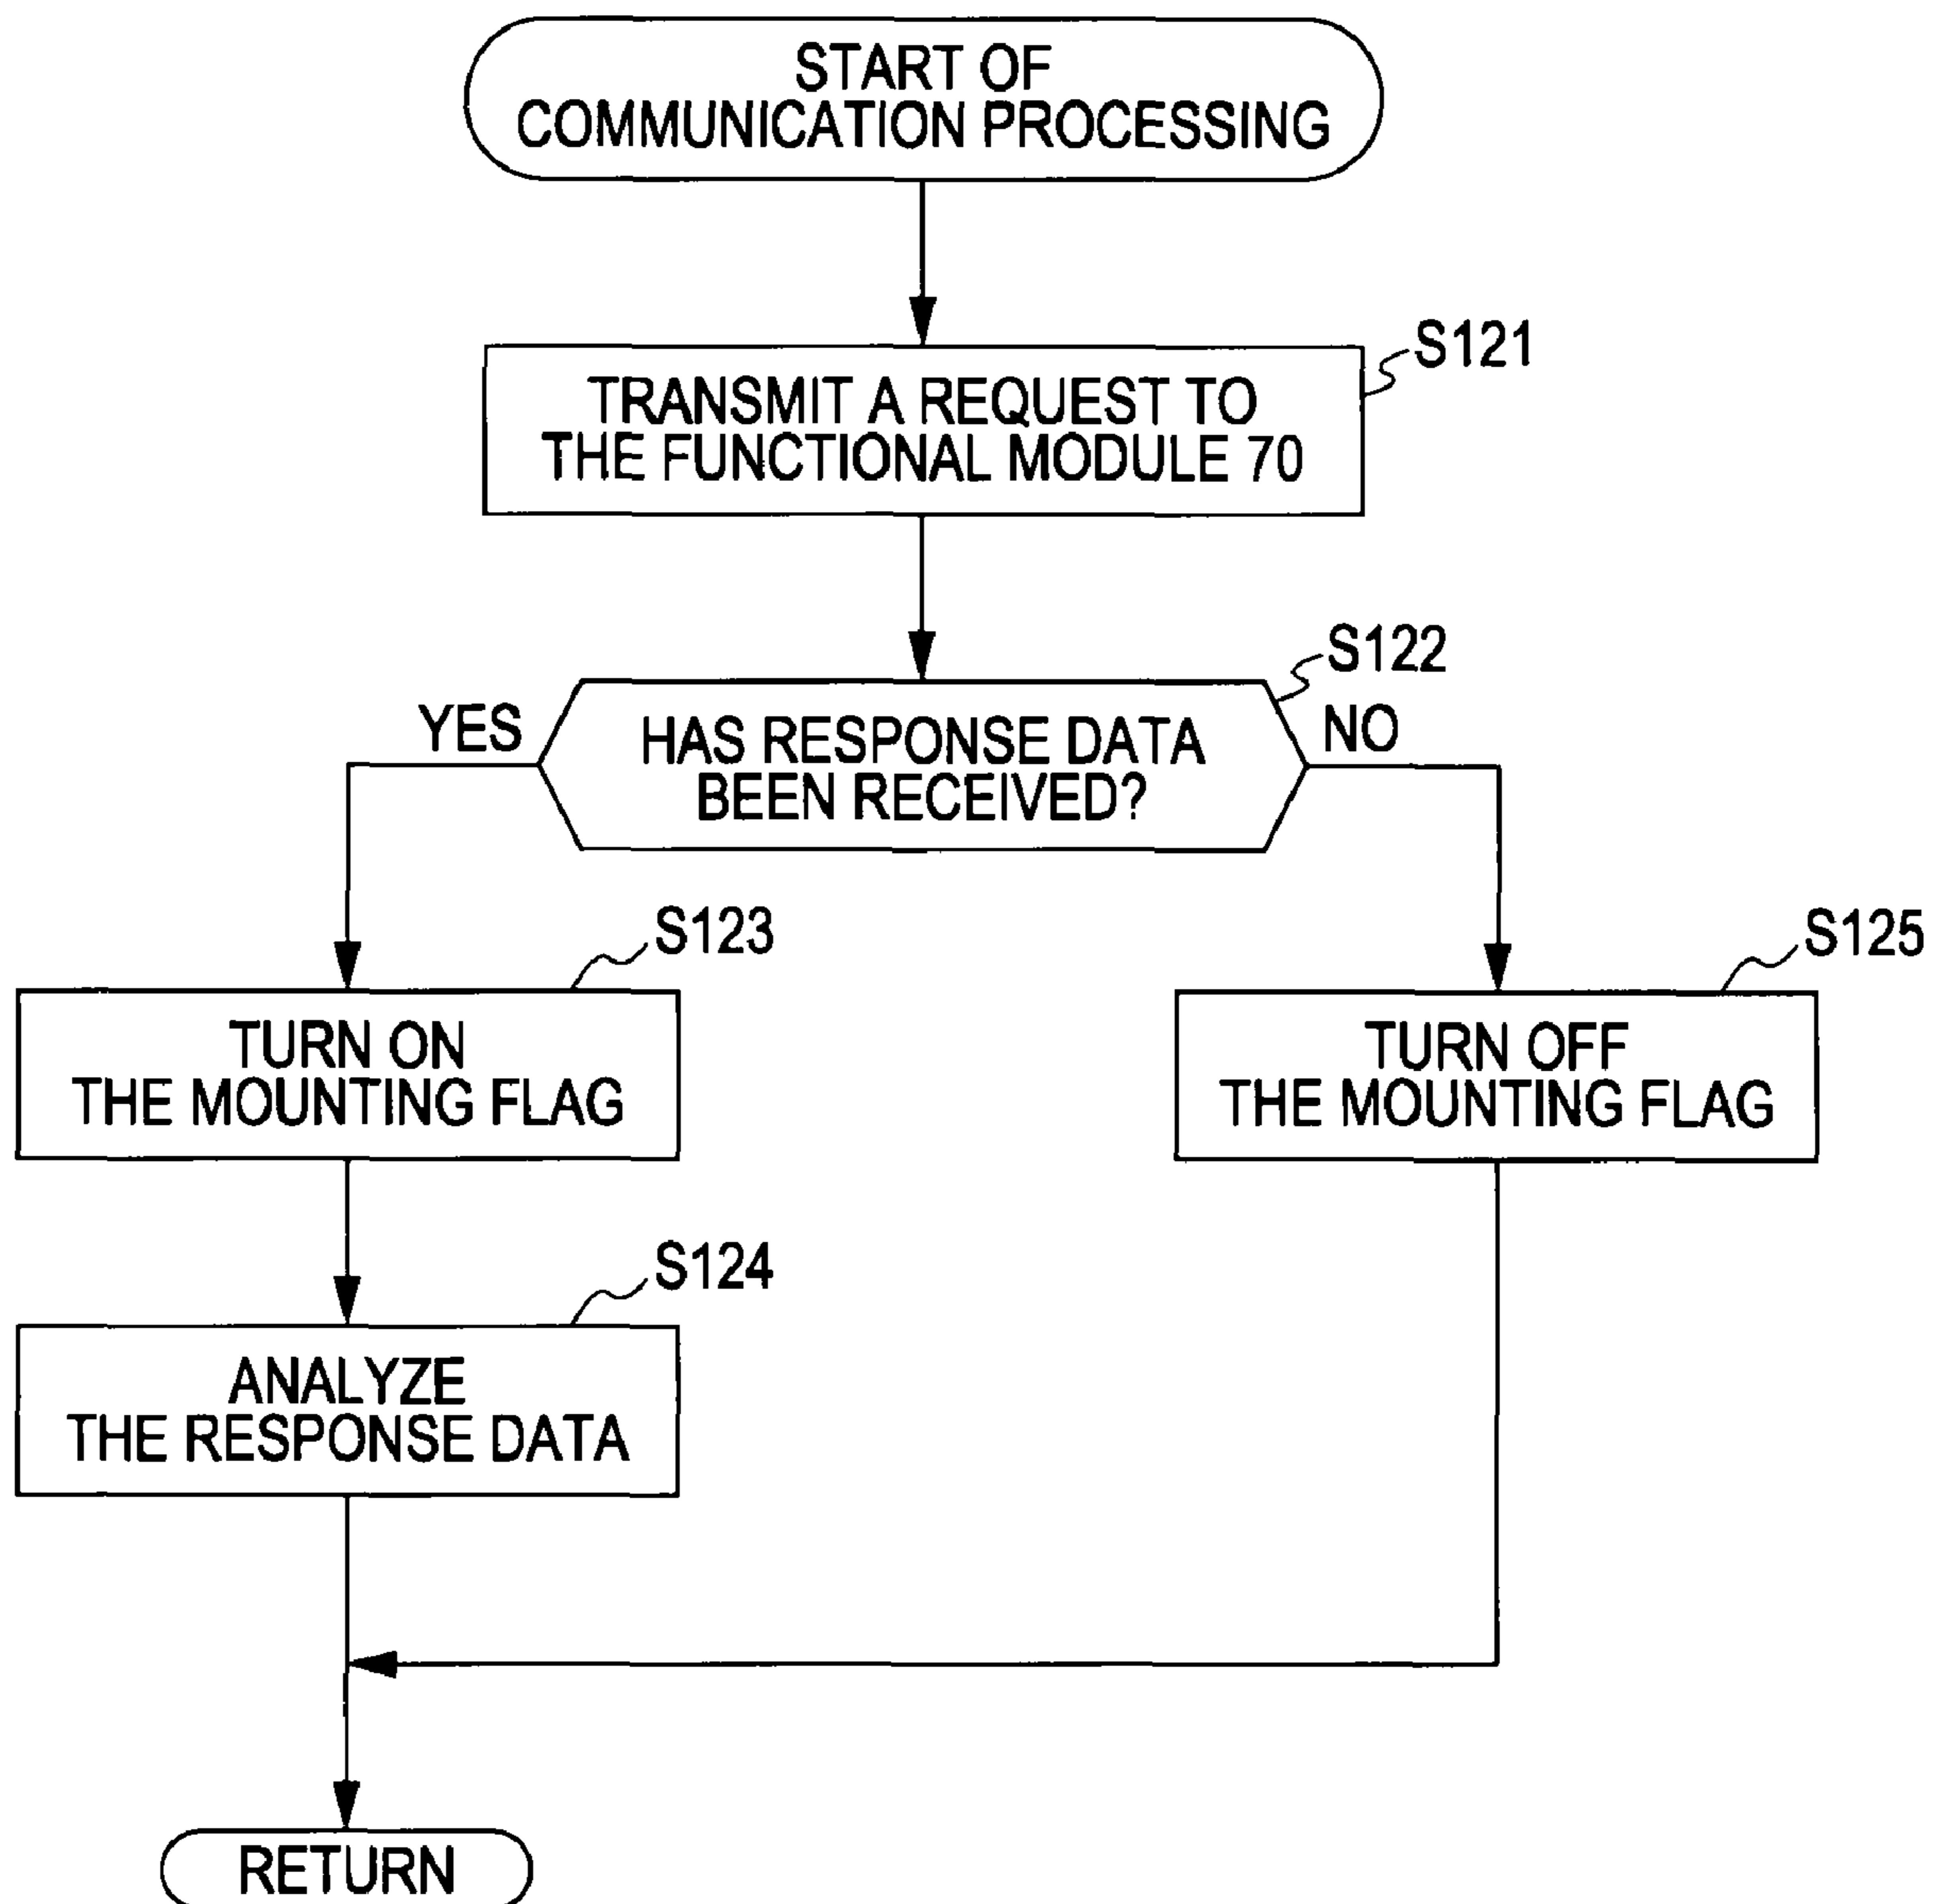 START OF
COMMUNICATION PROCESSING
S121
TRANSMIT A REQUEST TO
THE FUNCTIONAL MODULE 70
S122
YES
HAS RESPONSE DATA
BEEN RECEIVED?
NO
S123
TURN ON
THE MOUNTING FLAG
S125
TURN OFF
THE MOUNTING FLAG
S124
ANALYZE
THE RESPONSE DATA
RETURN